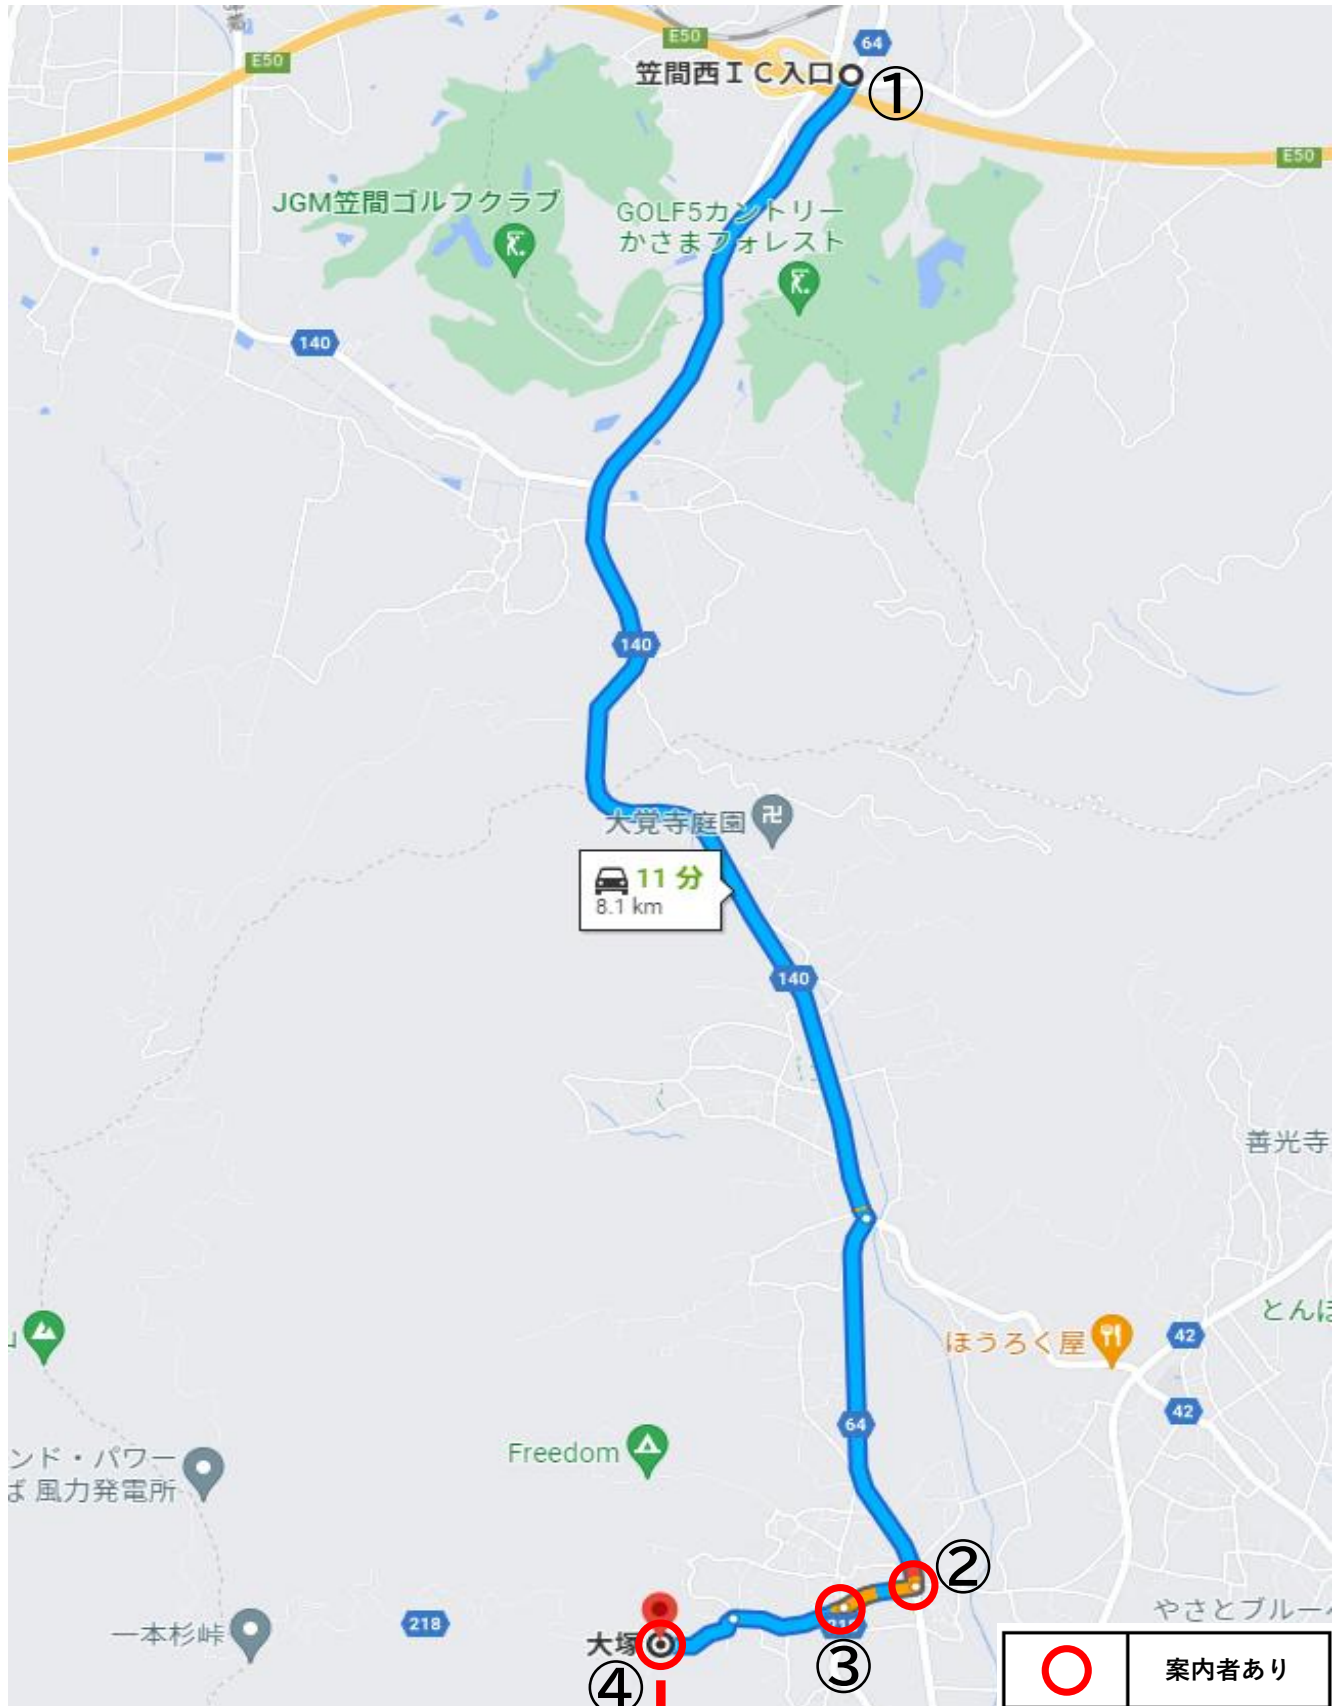 E50
64
E50
笠間西IC入口
①
E50
JGM笠間ゴルフクラブ
GOLF5カントリー
かさまフォレスト
140
140
大覚寺庭園
11 分
8.1 km
140
善光寺
とんぼ
ほうろく屋
42
42
64
Freedom
ンド・パワー
ば 風力発電所
②
やさとブルー
一本杉峠
218
大塚
③
④
案内者あり